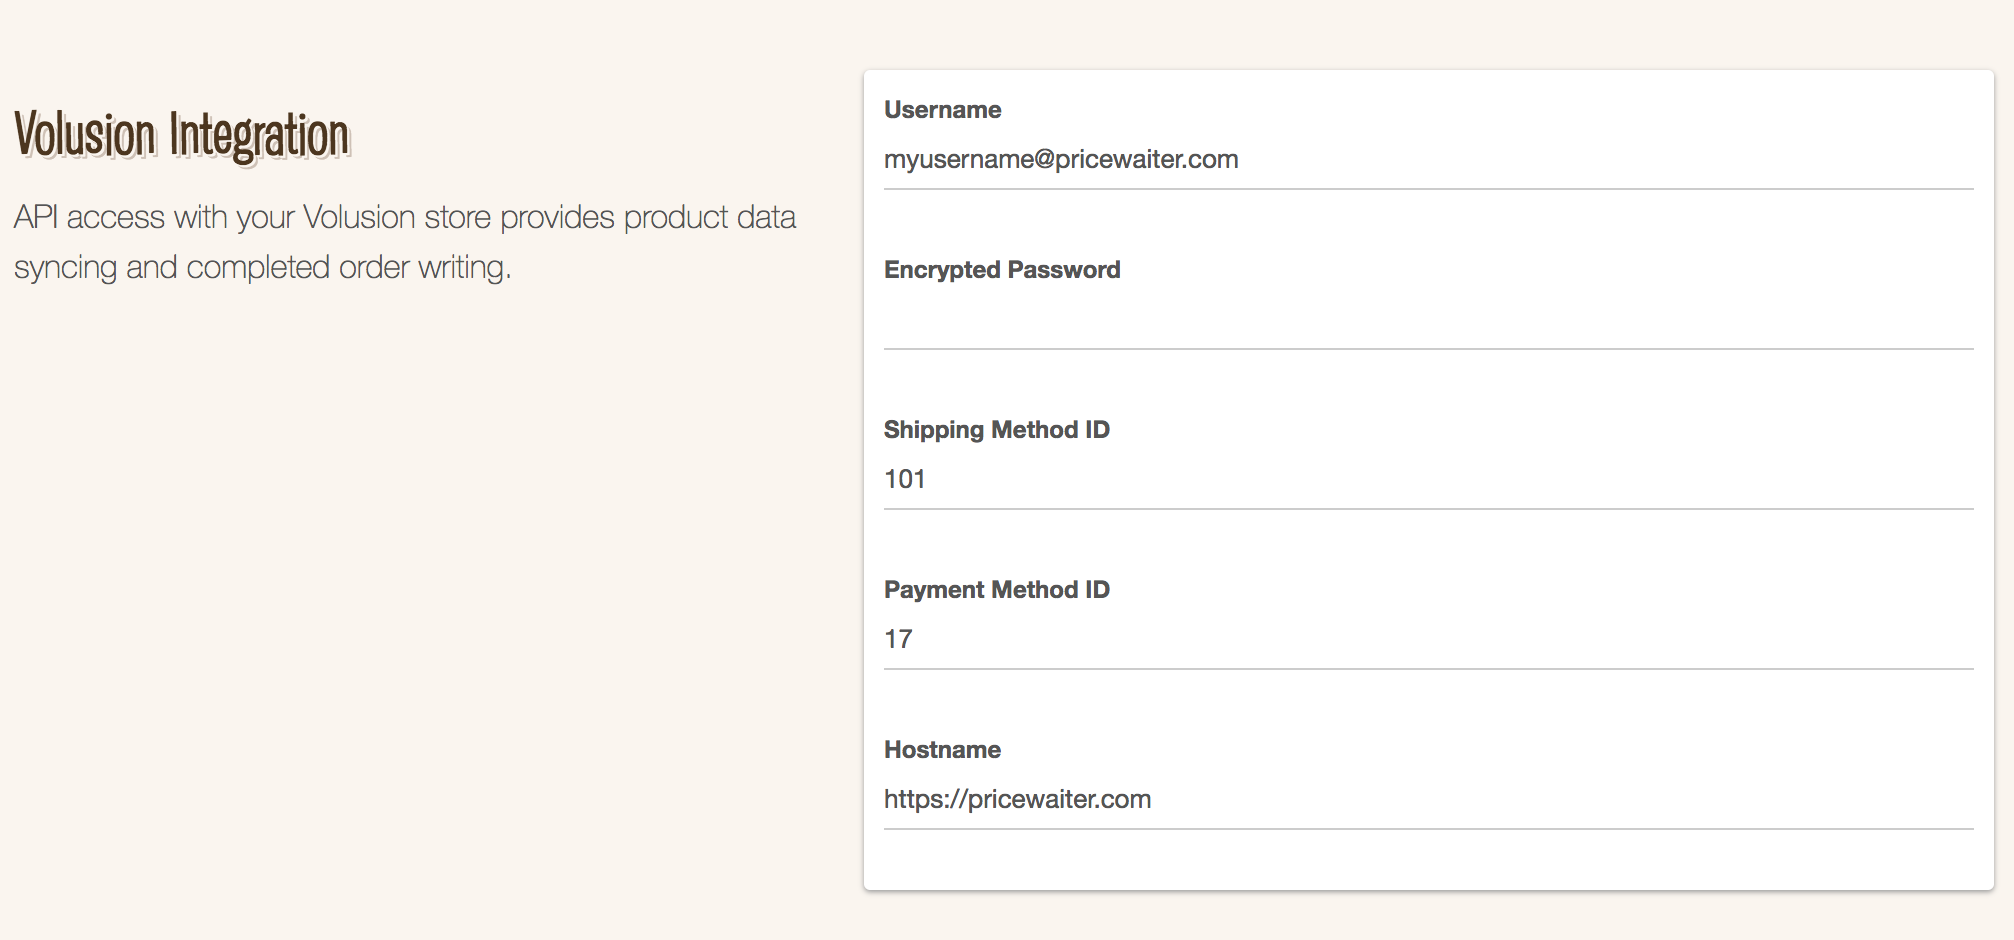 Volusion Integration
API access with your Volusion store provides product data
syncing and completed order writing.
Username
myusername@pricewaiter.com
Encrypted Password
Shipping Method ID
101
Payment Method ID
17
Hostname
https://pricewaiter.com